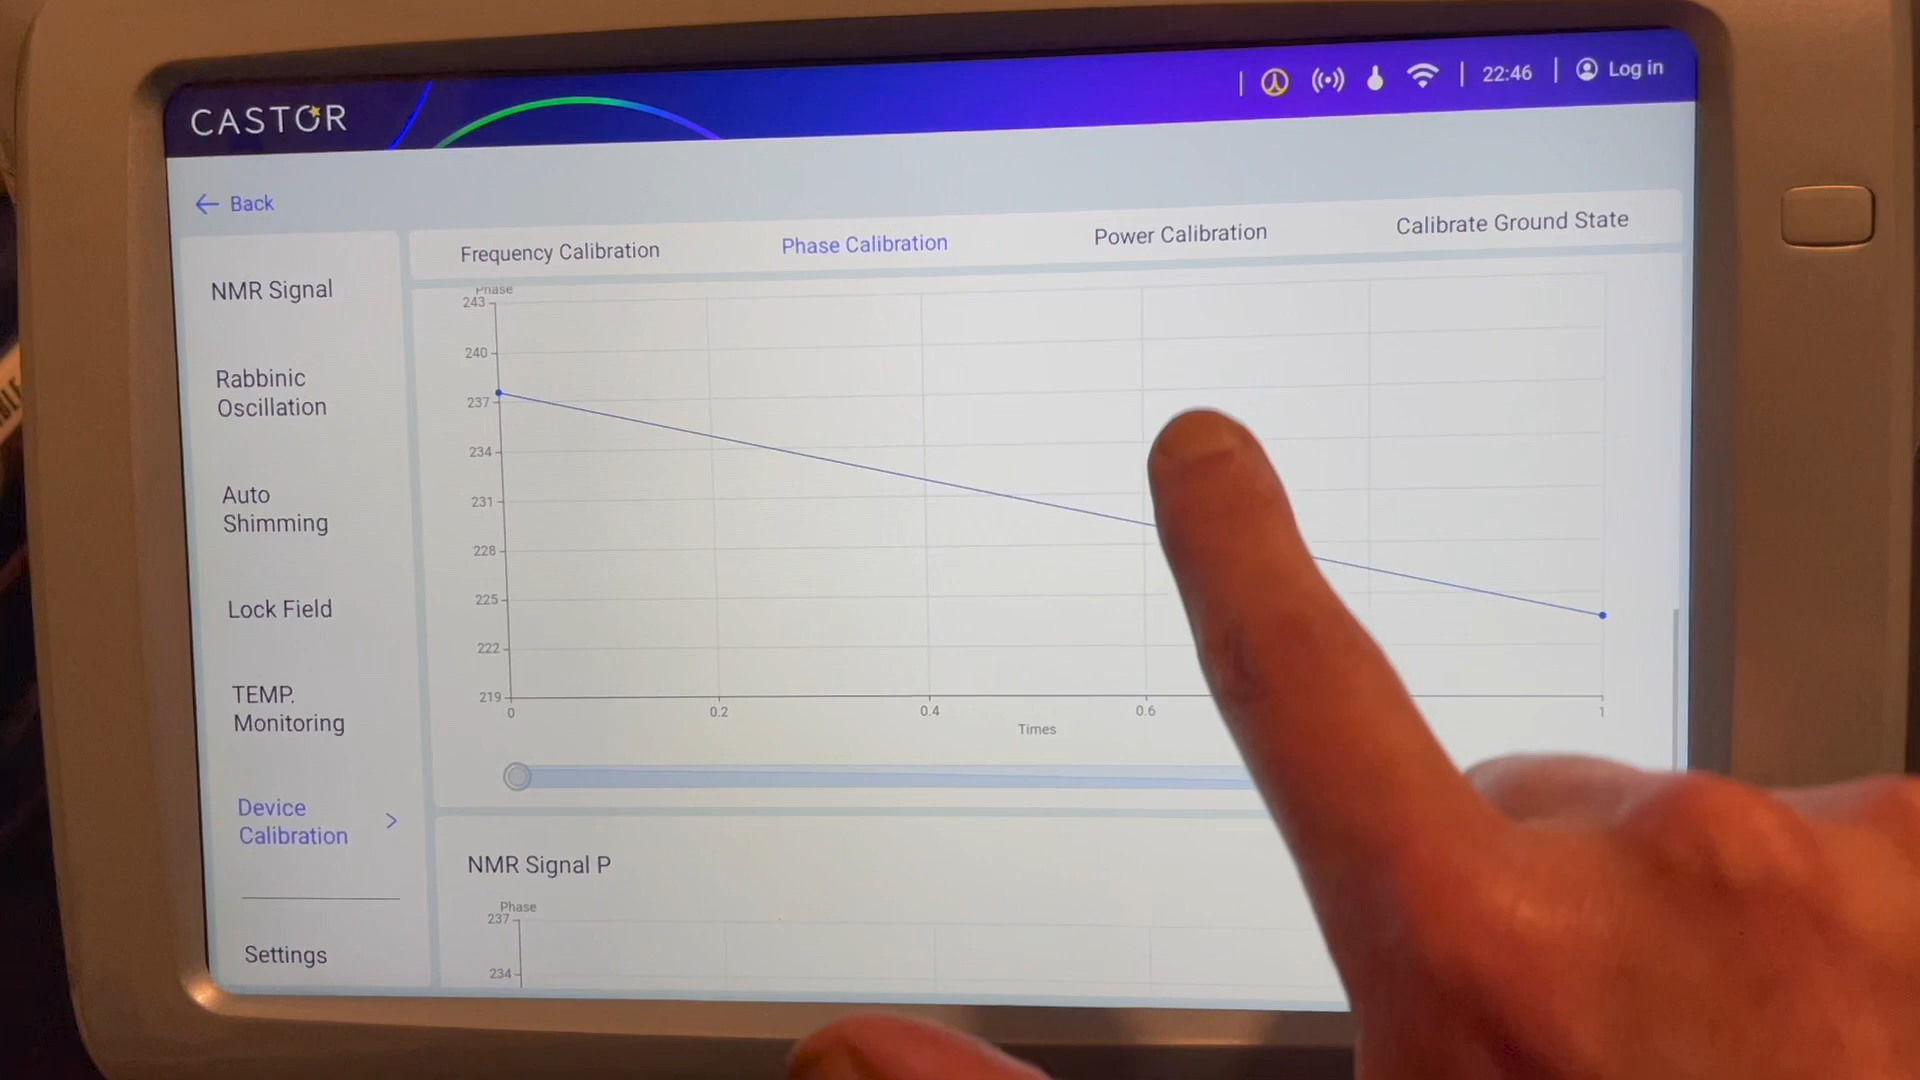 CASTOR
22:46
Log in
Back
Frequency Calibration
Phase Calibration
Power Calibration
Calibrate Ground State
NMR Signal
Rabbinic
Oscillation
Auto
Shimming
Lock Field
TEMP.
Monitoring
Device
Calibration
Settings
Phase
243
240
237
234
231
228
225
222
219
0
0.2
0.4
0.6
1
Times
NMR Signal P
Phase
237
234